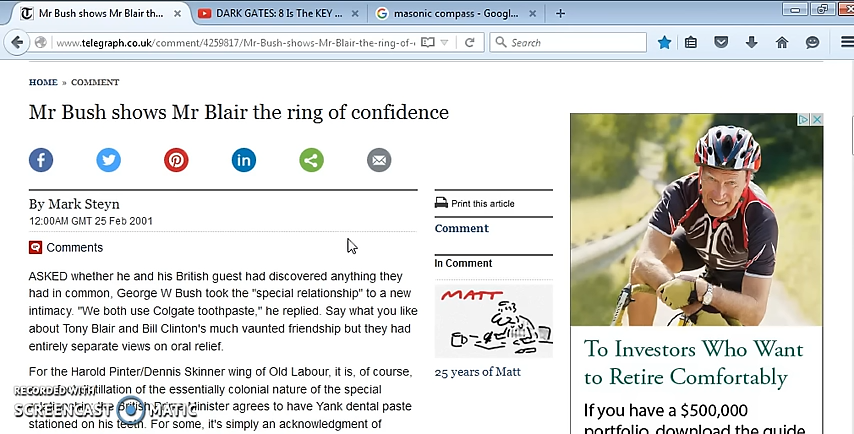 Mr Bush shows Mr Blair th...
DARK GATES: 8 Is The KEY ...
masonic compass - Googl...
www.telegraph.co.uk/comment/4259817/Mr-Bush-shows-Mr-Blair-the-ring-of-c
Search
HOME » COMMENT
Mr Bush shows Mr Blair the ring of confidence
By Mark Steyn
12:00AM GMT 25 Feb 2001
Comments
ASKED whether he and his British guest had discovered anything they
had in common, George W Bush took the "special relationship" to a new
intimacy. "We both use Colgate toothpaste," he replied. Say what you like
about Tony Blair and Bill Clinton's much vaunted friendship but they had
entirely separate views on oral relief.
For the Harold Pinter/Dennis Skinner wing of Old Labour, it is, of course,
distillation of the essentially colonial nature of the special
British Prime Minister agrees to have Yank dental paste
stationed on his teeth. For some, it's simply an acknowledgment of
Print this article
Comment
In Comment
MATT
25 years of Matt
To Investors Who Want
to Retire Comfortably
If you have a $500,000
portfolio, download the guide
RECORDED WITH
SCREENCAST MATIC